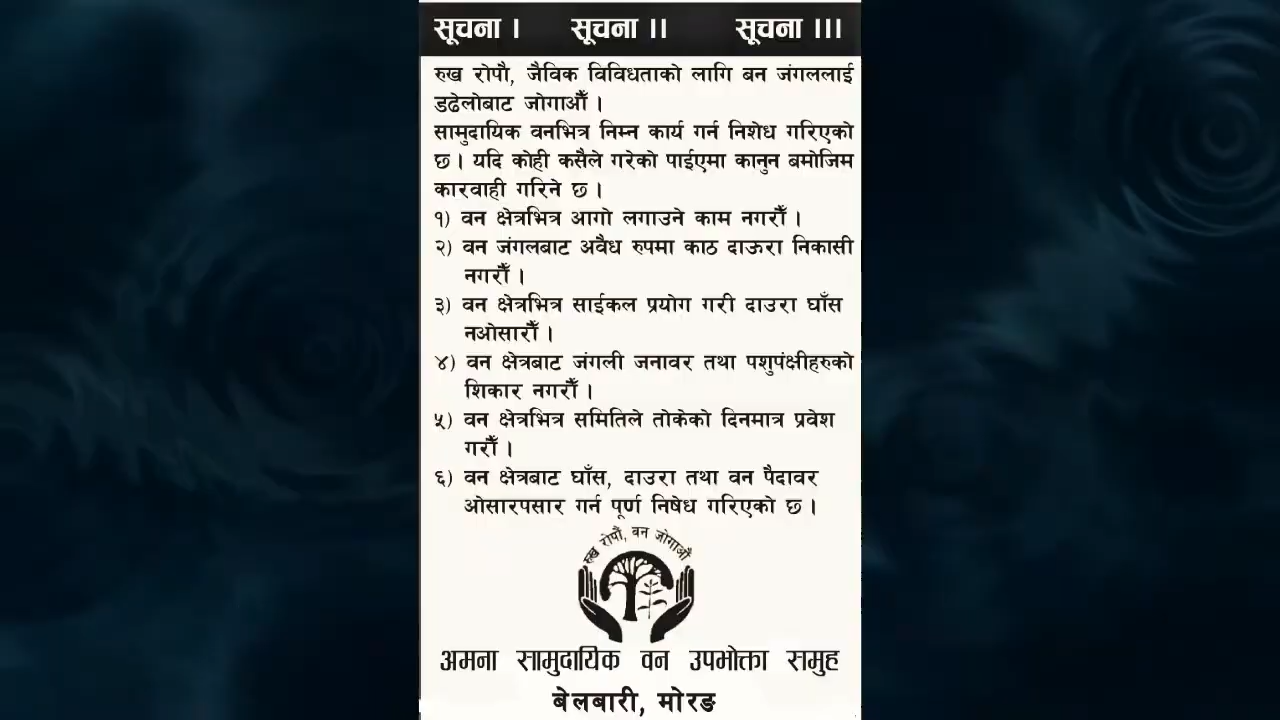 सूचना । सूचना ।। सूचना ।।।
रुख रोपौ, जैविक विविधताको लागि बन जंगललाई
डढेलोबाट जोगाऔँ ।
सामुदायिक वनभित्र निम्न कार्य गर्न निशेध गरिएको
छ । यदि कोही कसैले गरेको पाईएमा कानुन बमोजिम
कारवाही गरिने छ ।
१) वन क्षेत्रभित्र आगो लगाउने काम नगरौँ ।
२) वन जंगलबाट अवैध रुपमा काठ दाऊरा निकासी
नगरौँ ।
३) वन क्षेत्रभित्र साईकल प्रयोग गरी दाउरा घाँस
नओसारौँ ।
४) वन क्षेत्रबाट जंगली जनावर तथा पशुपंक्षीहरुको
शिकार नगरौँ ।
५) वन क्षेत्रभित्र समितिले तोकेको दिनमात्र प्रवेश
गरौँ ।
६) वन क्षेत्रबाट घाँस, दाउरा तथा वन पैदावर
ओसारपसार गर्न पूर्ण निषेध गरिएको छ ।
रुख रोपौं, वन जोगाऔं
अमना सामुदायिक वन उपभोक्ता समुह
बेलबारी, मोरङ